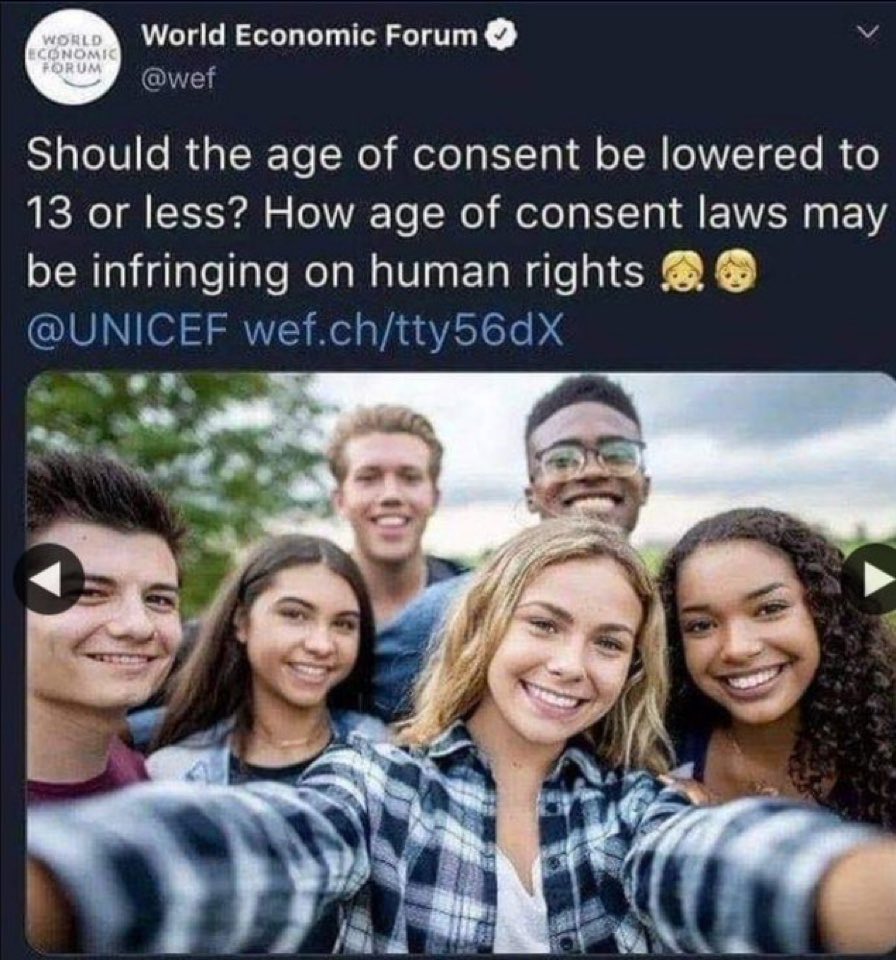 WORLD
ECONOMIC
FORUM
World Economic Forum
@wef
Should the age of consent be lowered to
13 or less? How age of consent laws may
be infringing on human rights 👧🧒
@UNICEF wef.ch/tty56dX